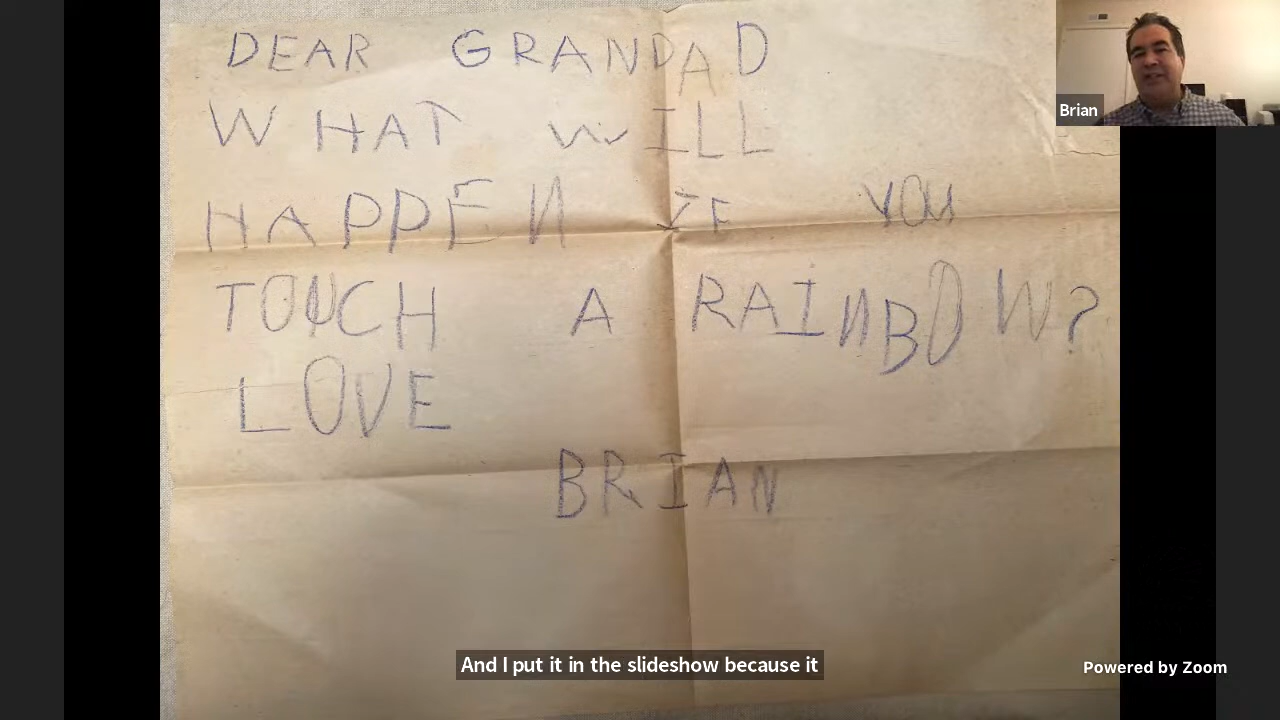 DEAR GRANDAD
WHAT WILL
HAPPEN IF YOU
TOUCH A RAINBOW?
LOVE
BRIAN
Brian
And I put it in the slideshow because it
Powered by Zoom